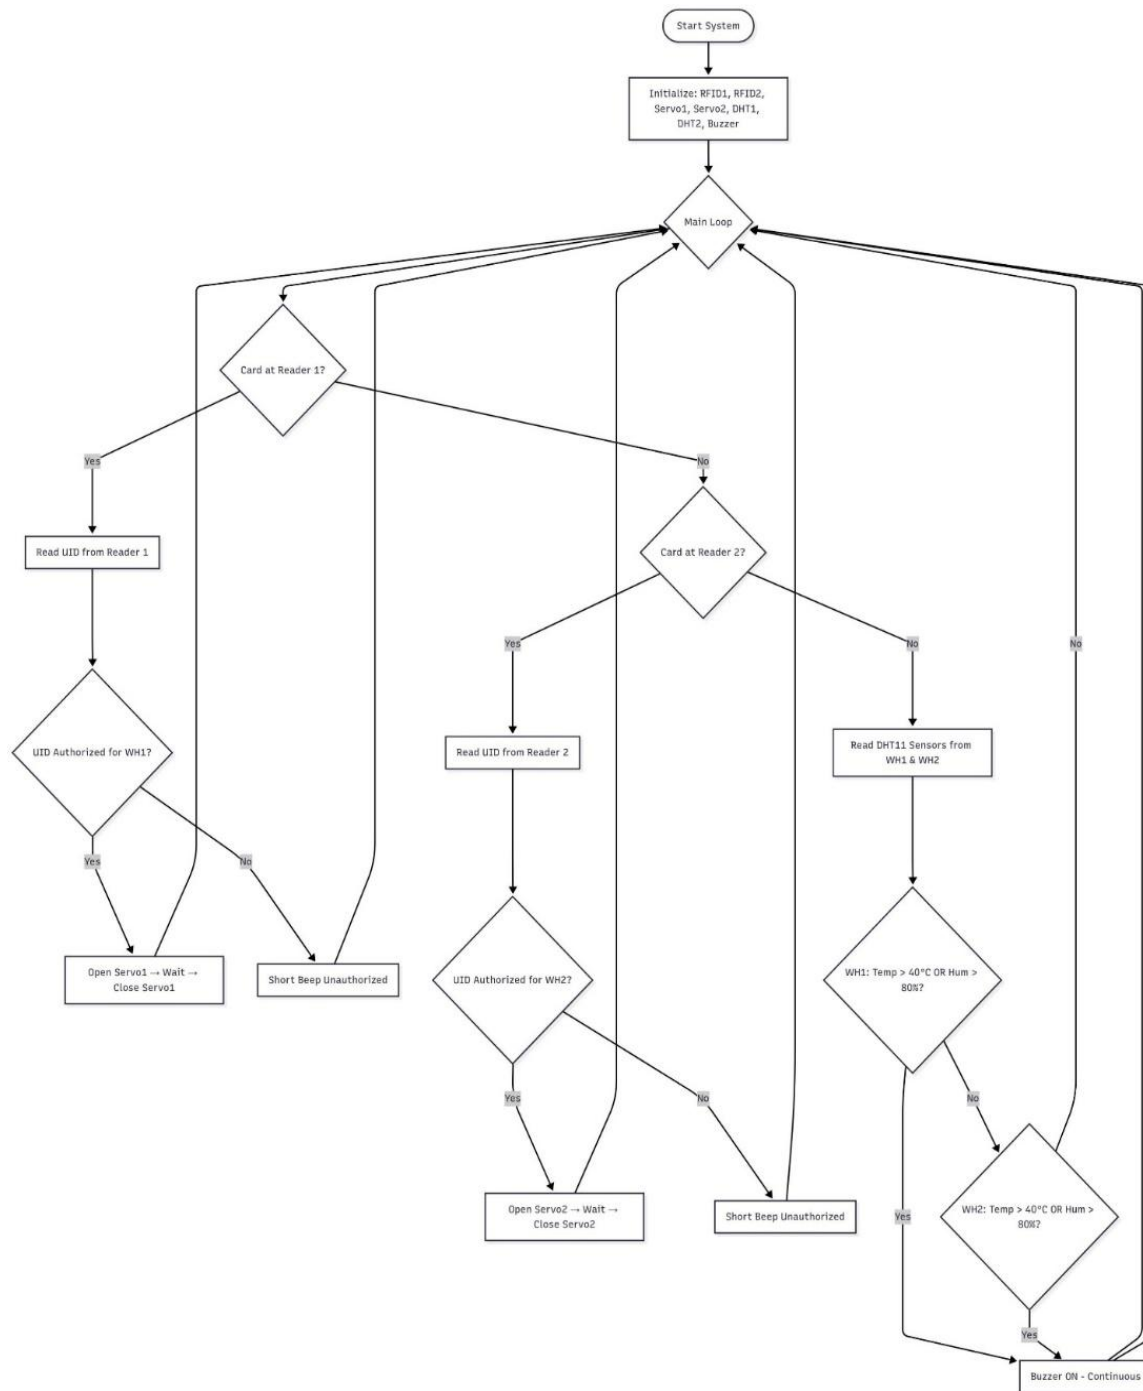 Start System
Initialize: RFID1, RFID2,
Servo1, Servo2, DHT1,
DHT2, Buzzer
Main Loop
Card at Reader 1?
Yes
No
Read UID from Reader 1
Card at Reader 2?
Yes
No
No
UID Authorized for WH1?
Read UID from Reader 2
Read DHT11 Sensors from
WH1 & WH2
Yes
No
Open Servo1 → Wait →
Close Servo1
Short Beep Unauthorized
UID Authorized for WH2?
WH1: Temp > 40°C OR Hum >
80%?
Yes
No
No
Open Servo2 → Wait →
Close Servo2
Short Beep Unauthorized
Yes
WH2: Temp > 40°C OR Hum >
80%?
Yes
Buzzer ON - Continuous